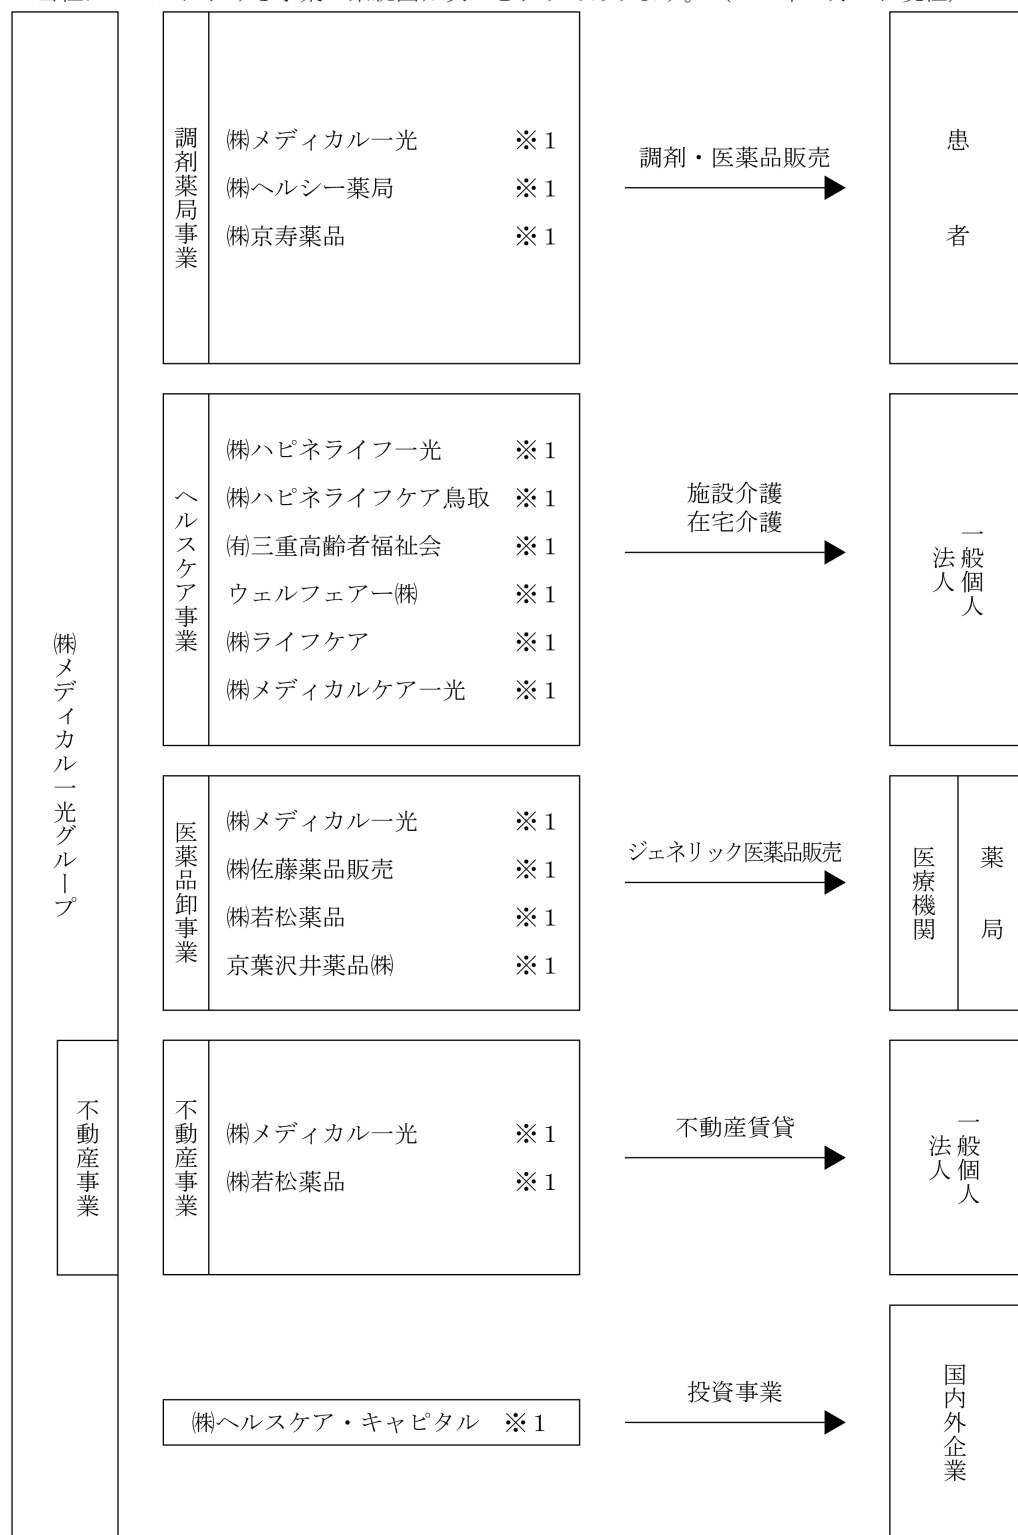 ㈱メディカル一光グループ
不動産事業
調剤薬局事業
㈱メディカル一光 ※1
㈱ヘルシー薬局 ※1
㈱京寿薬品 ※1
調剤・医薬品販売
患者
ヘルスケア事業
㈱ハピネライフ一光 ※1
㈱ハピネライフケア鳥取 ※1
㈲三重高齢者福祉会 ※1
ウェルフェアー㈱ ※1
㈱ライフケア ※1
㈱メディカルケア一光 ※1
施設介護
在宅介護
一般個人
法人
医薬品卸事業
㈱メディカル一光 ※1
㈱佐藤薬品販売 ※1
㈱若松薬品 ※1
京葉沢井薬品㈱ ※1
ジェネリック医薬品販売
医療機関
薬局
不動産事業
㈱メディカル一光 ※1
㈱若松薬品 ※1
不動産賃貸
一般個人
法人
㈱ヘルスケア・キャピタル ※1
投資事業
国内外企業